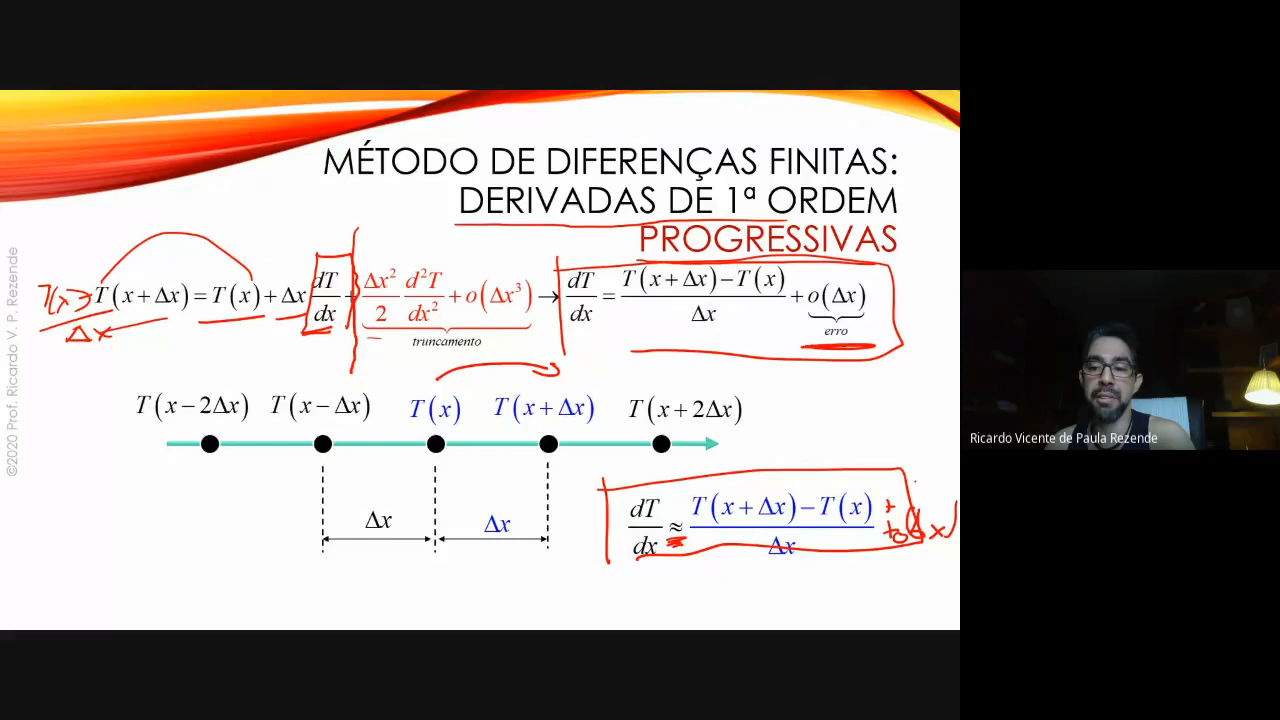 MÉTODO DE DIFERENÇAS FINITAS:
DERIVADAS DE 1ª ORDEM
PROGRESSIVAS
T(x + Δx) = T(x) + Δx dT/dx + Δx²/2 d²T/dx² + o(Δx³) → dT/dx = (T(x + Δx) − T(x))/Δx + o(Δx)
truncamento
erro
T(x)
Δx
T(x − 2Δx) T(x − Δx) T(x) T(x + Δx) T(x + 2Δx)
Δx Δx
dT/dx ≈ (T(x + Δx) − T(x))/Δx
©2020 Prof. Ricardo V. P. Rezende
Ricardo Vicente de Paula Rezende